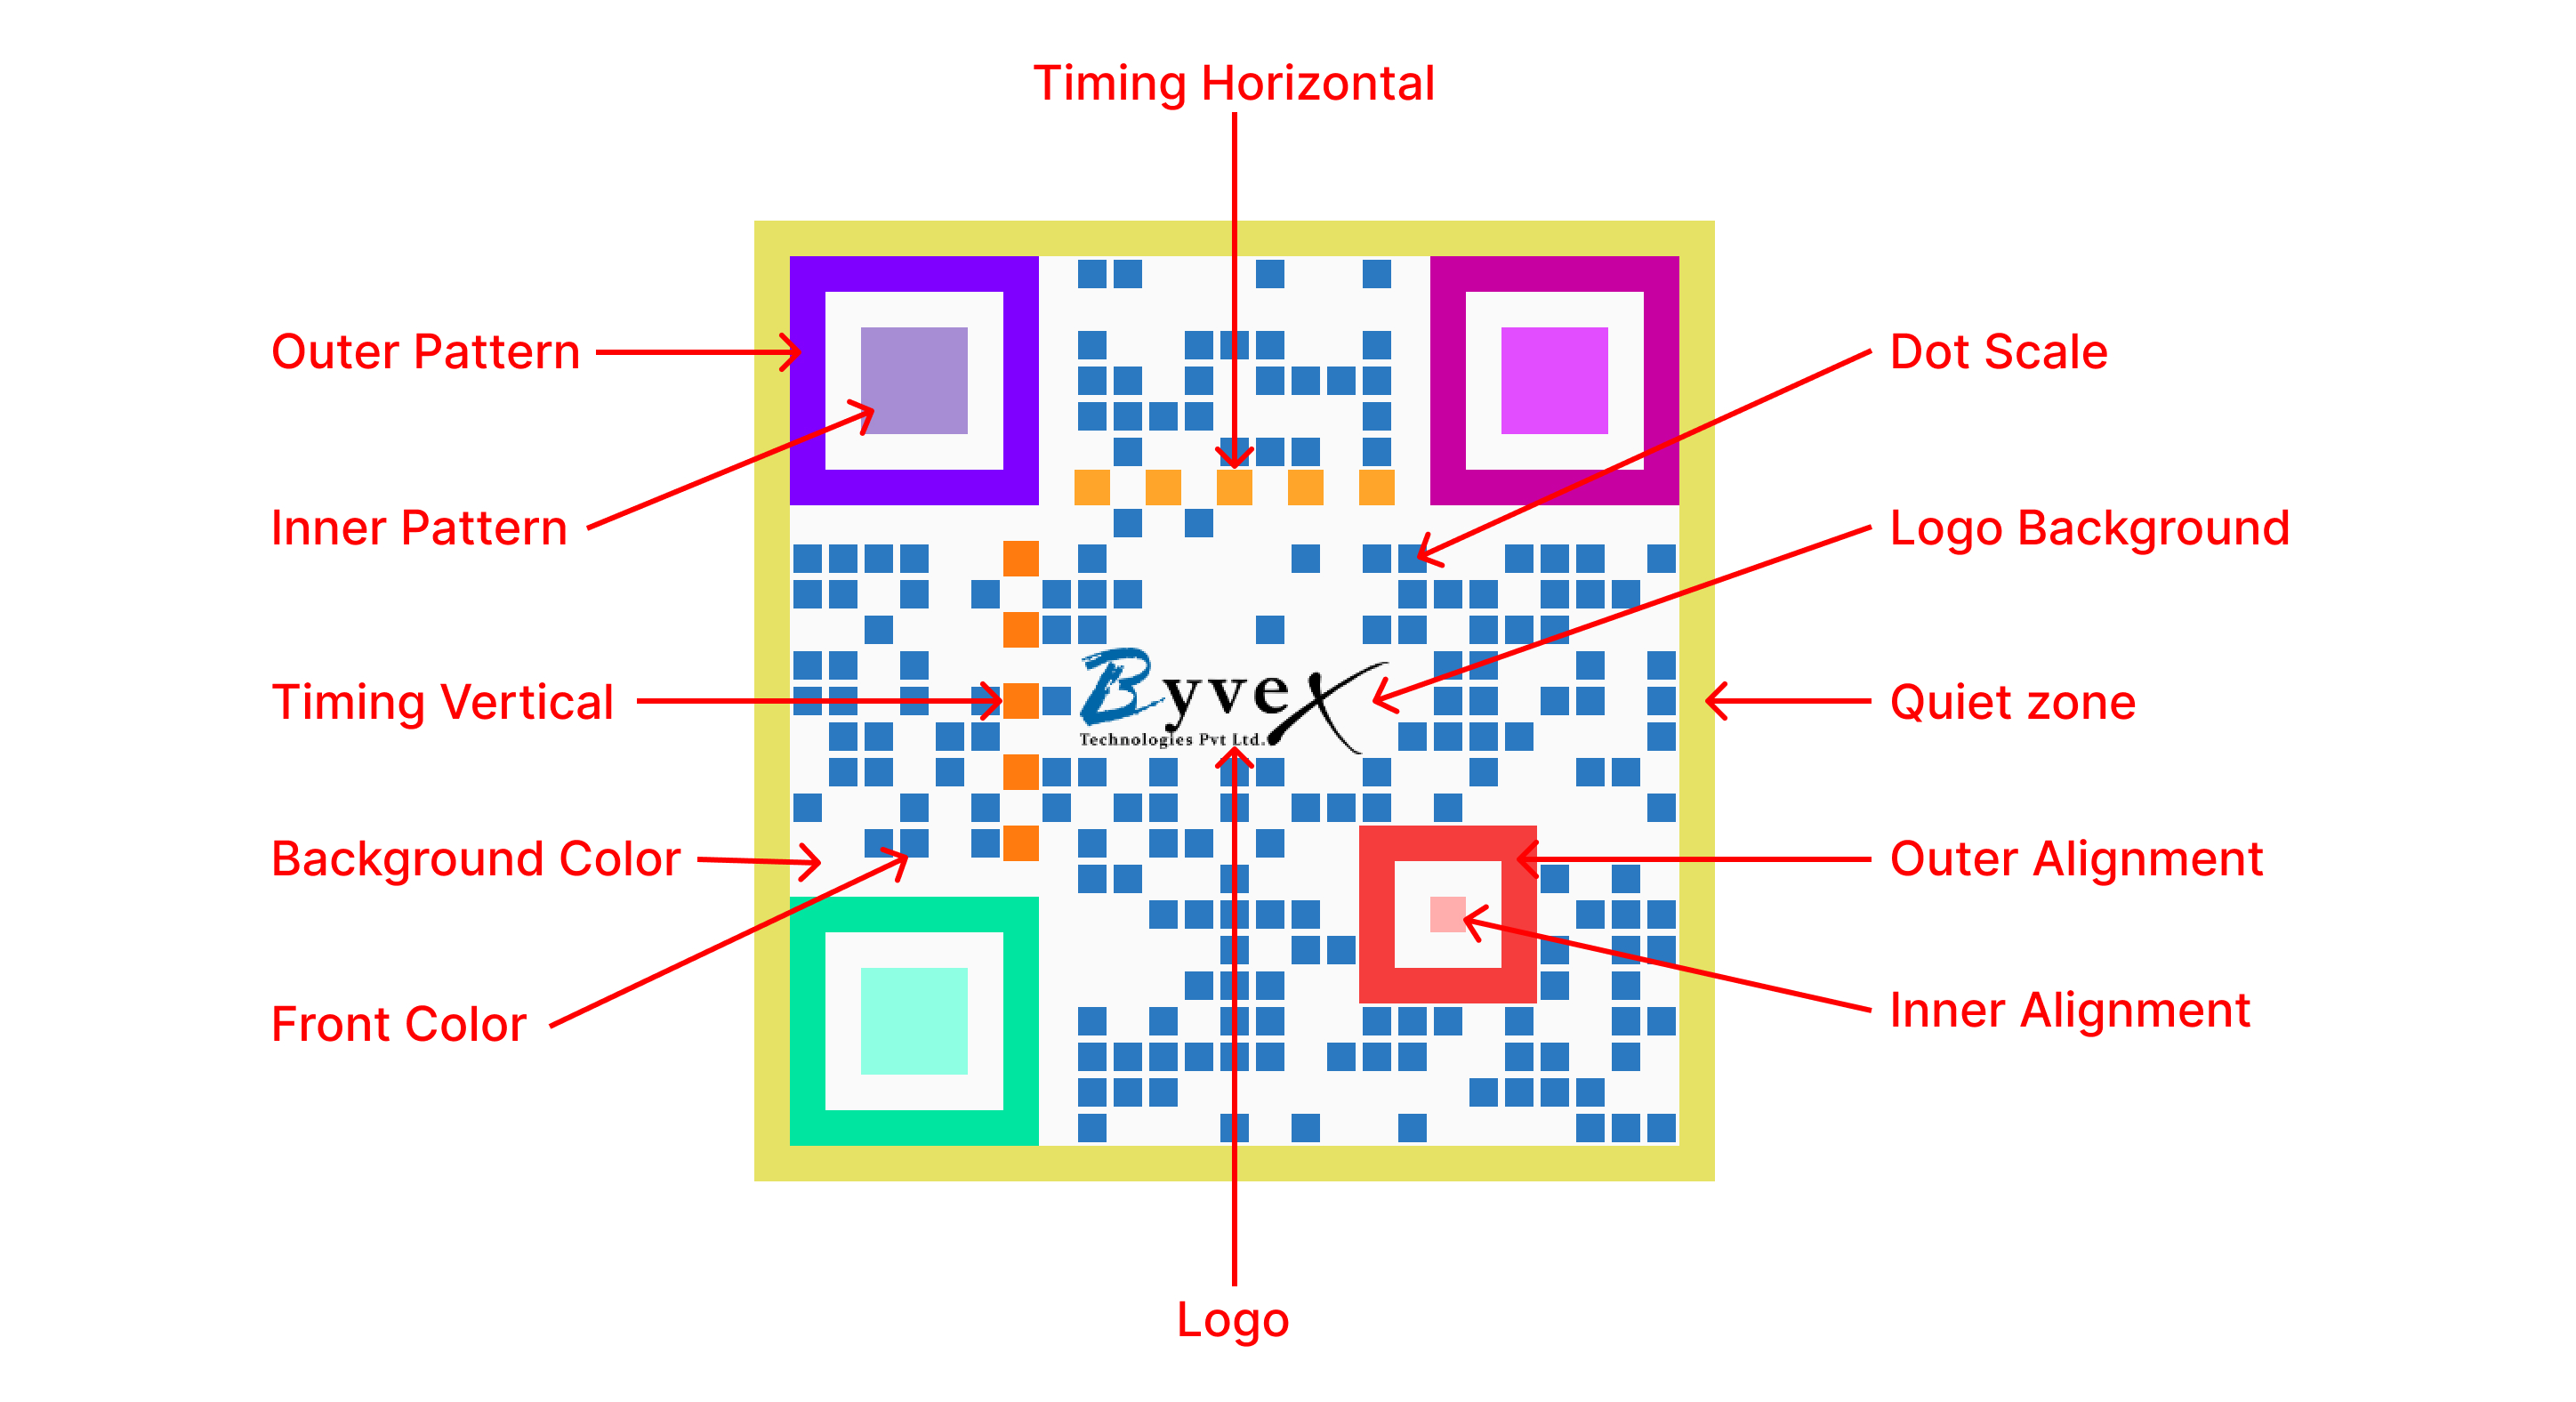 Timing Horizontal
Outer Pattern
Dot Scale
Inner Pattern
Logo Background
Byvex
Technologies Pvt Ltd.
Timing Vertical
Quiet zone
Background Color
Outer Alignment
Front Color
Inner Alignment
Logo